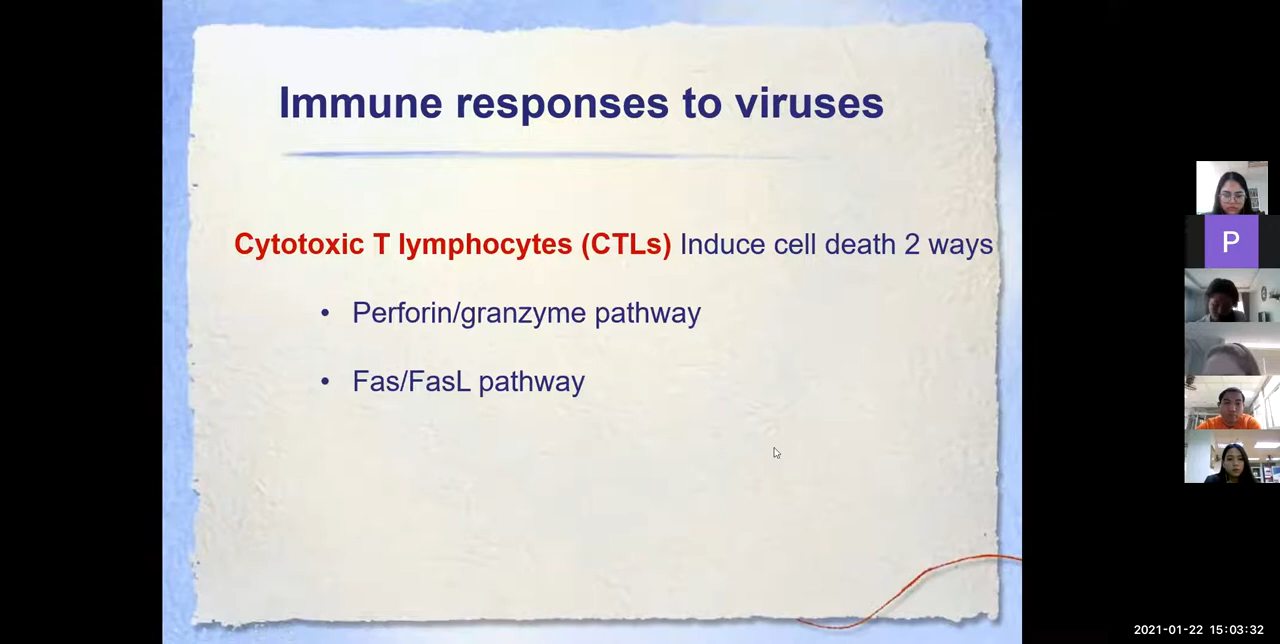 Immune responses to viruses
Cytotoxic T lymphocytes (CTLs) Induce cell death 2 ways
• Perforin/granzyme pathway
• Fas/FasL pathway
P
2021-01-22 15:03:32